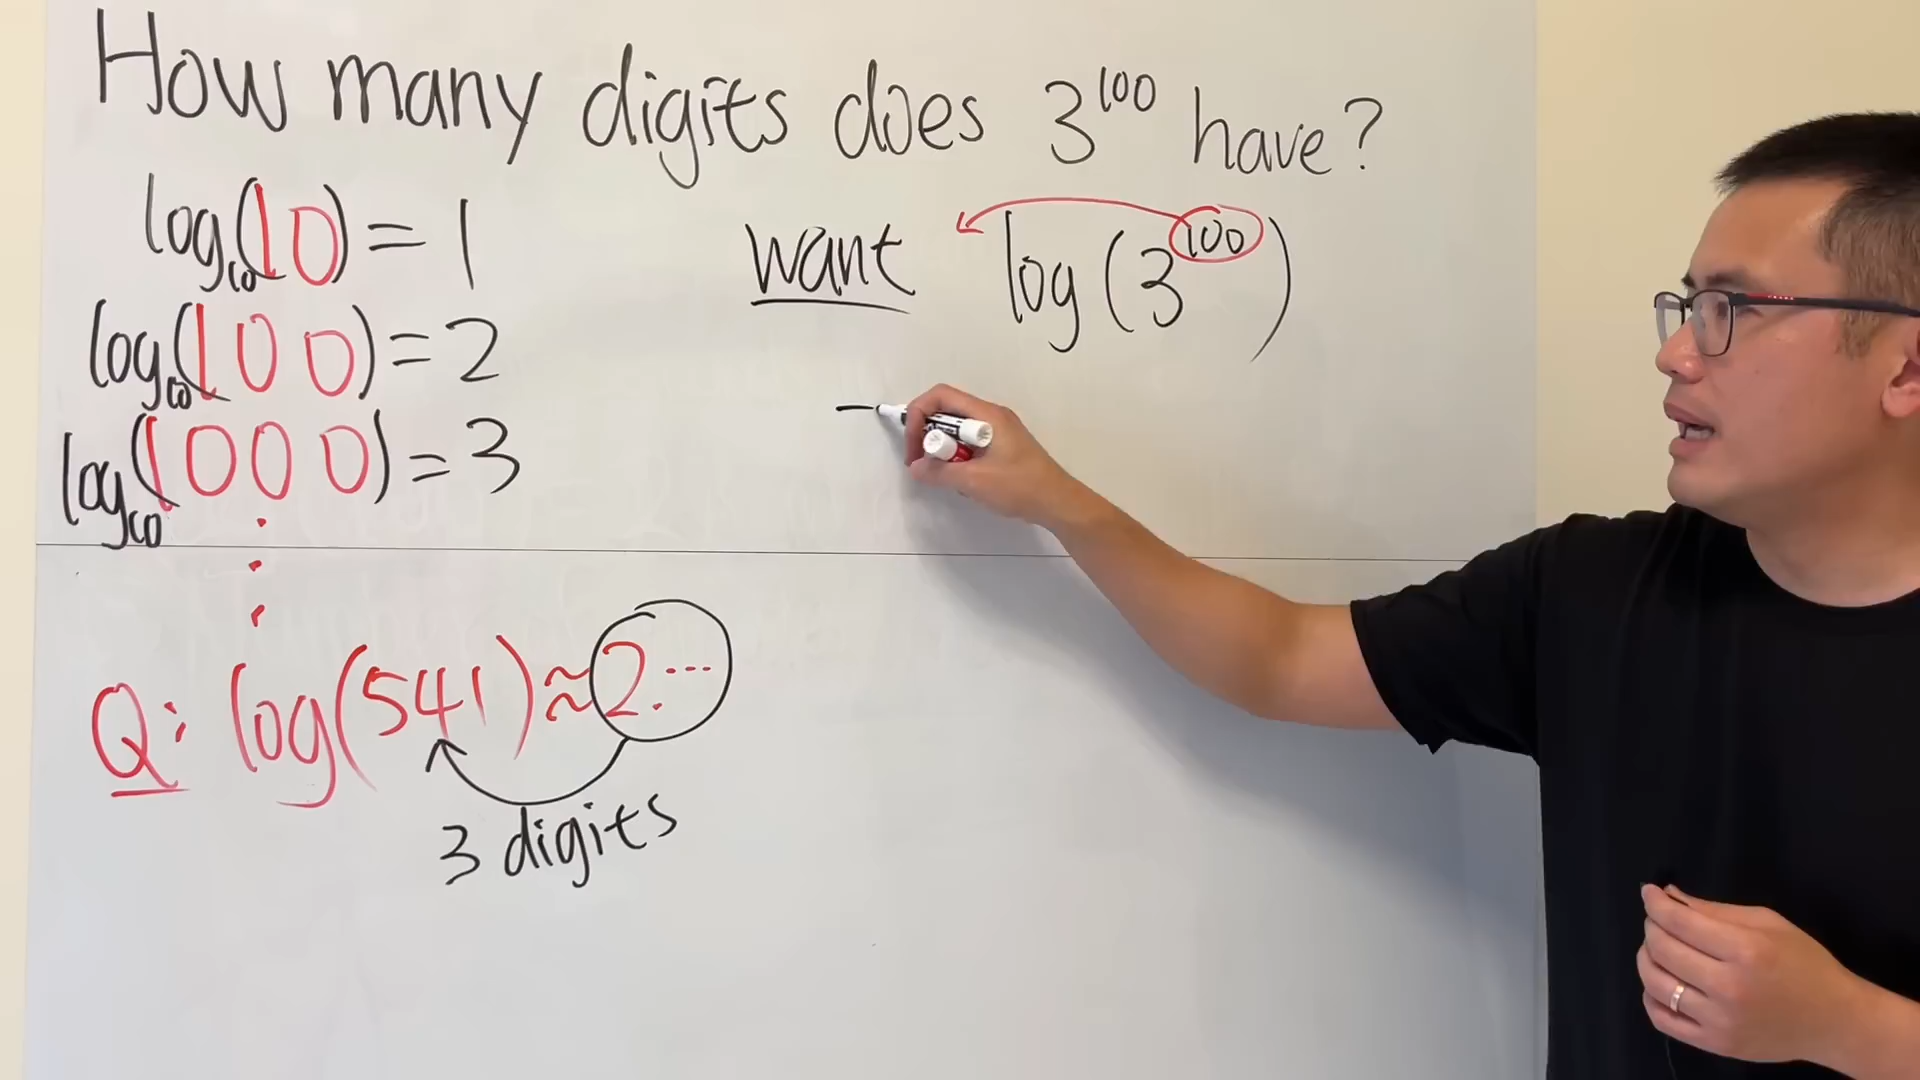 How many digits does 3^100 have?
log₁₀(10) = 1
log₁₀(100) = 2
log₁₀(1000) = 3
want log(3^100)
Q: log(541) ≈ 2....
3 digits